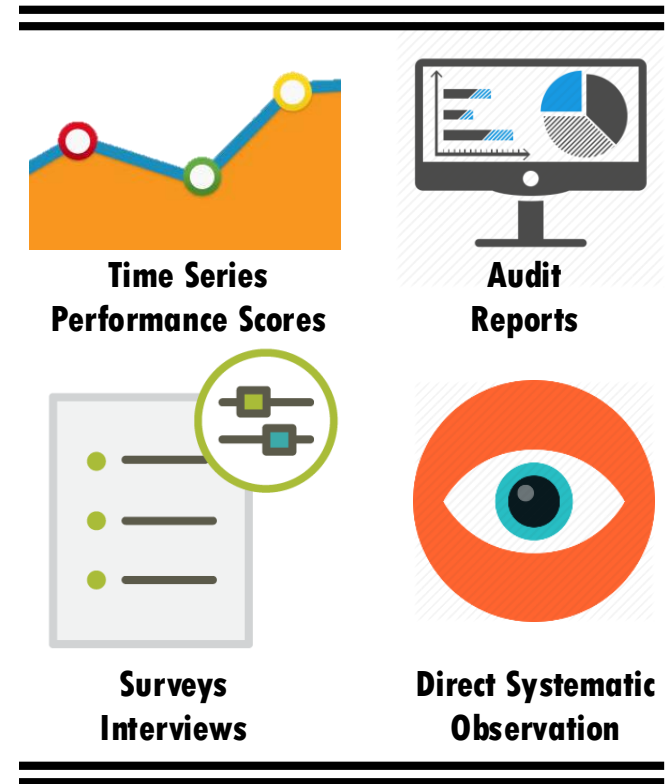 Time Series
Performance Scores
Audit
Reports
Surveys
Interviews
Direct Systematic
Observation